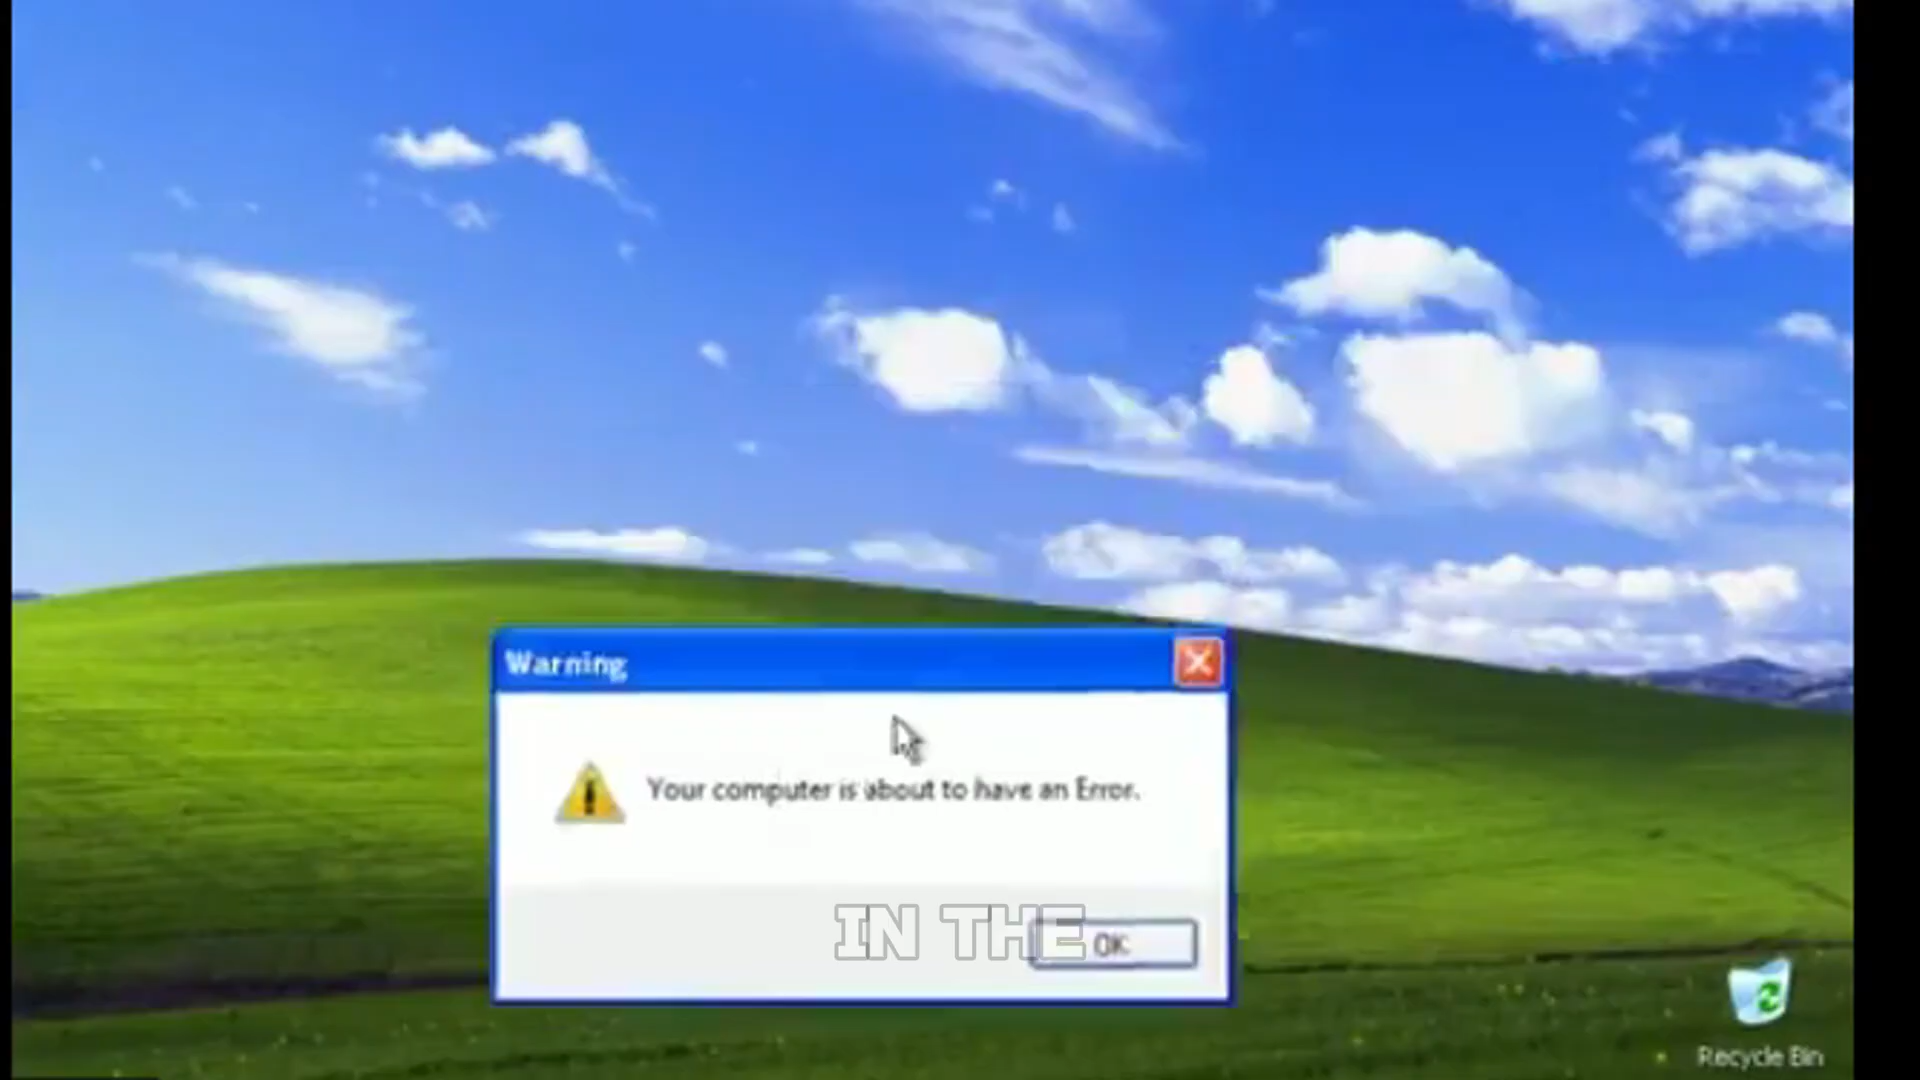 Warning
Your computer is about to have an Error.
IN THE
OK
Recycle Bin